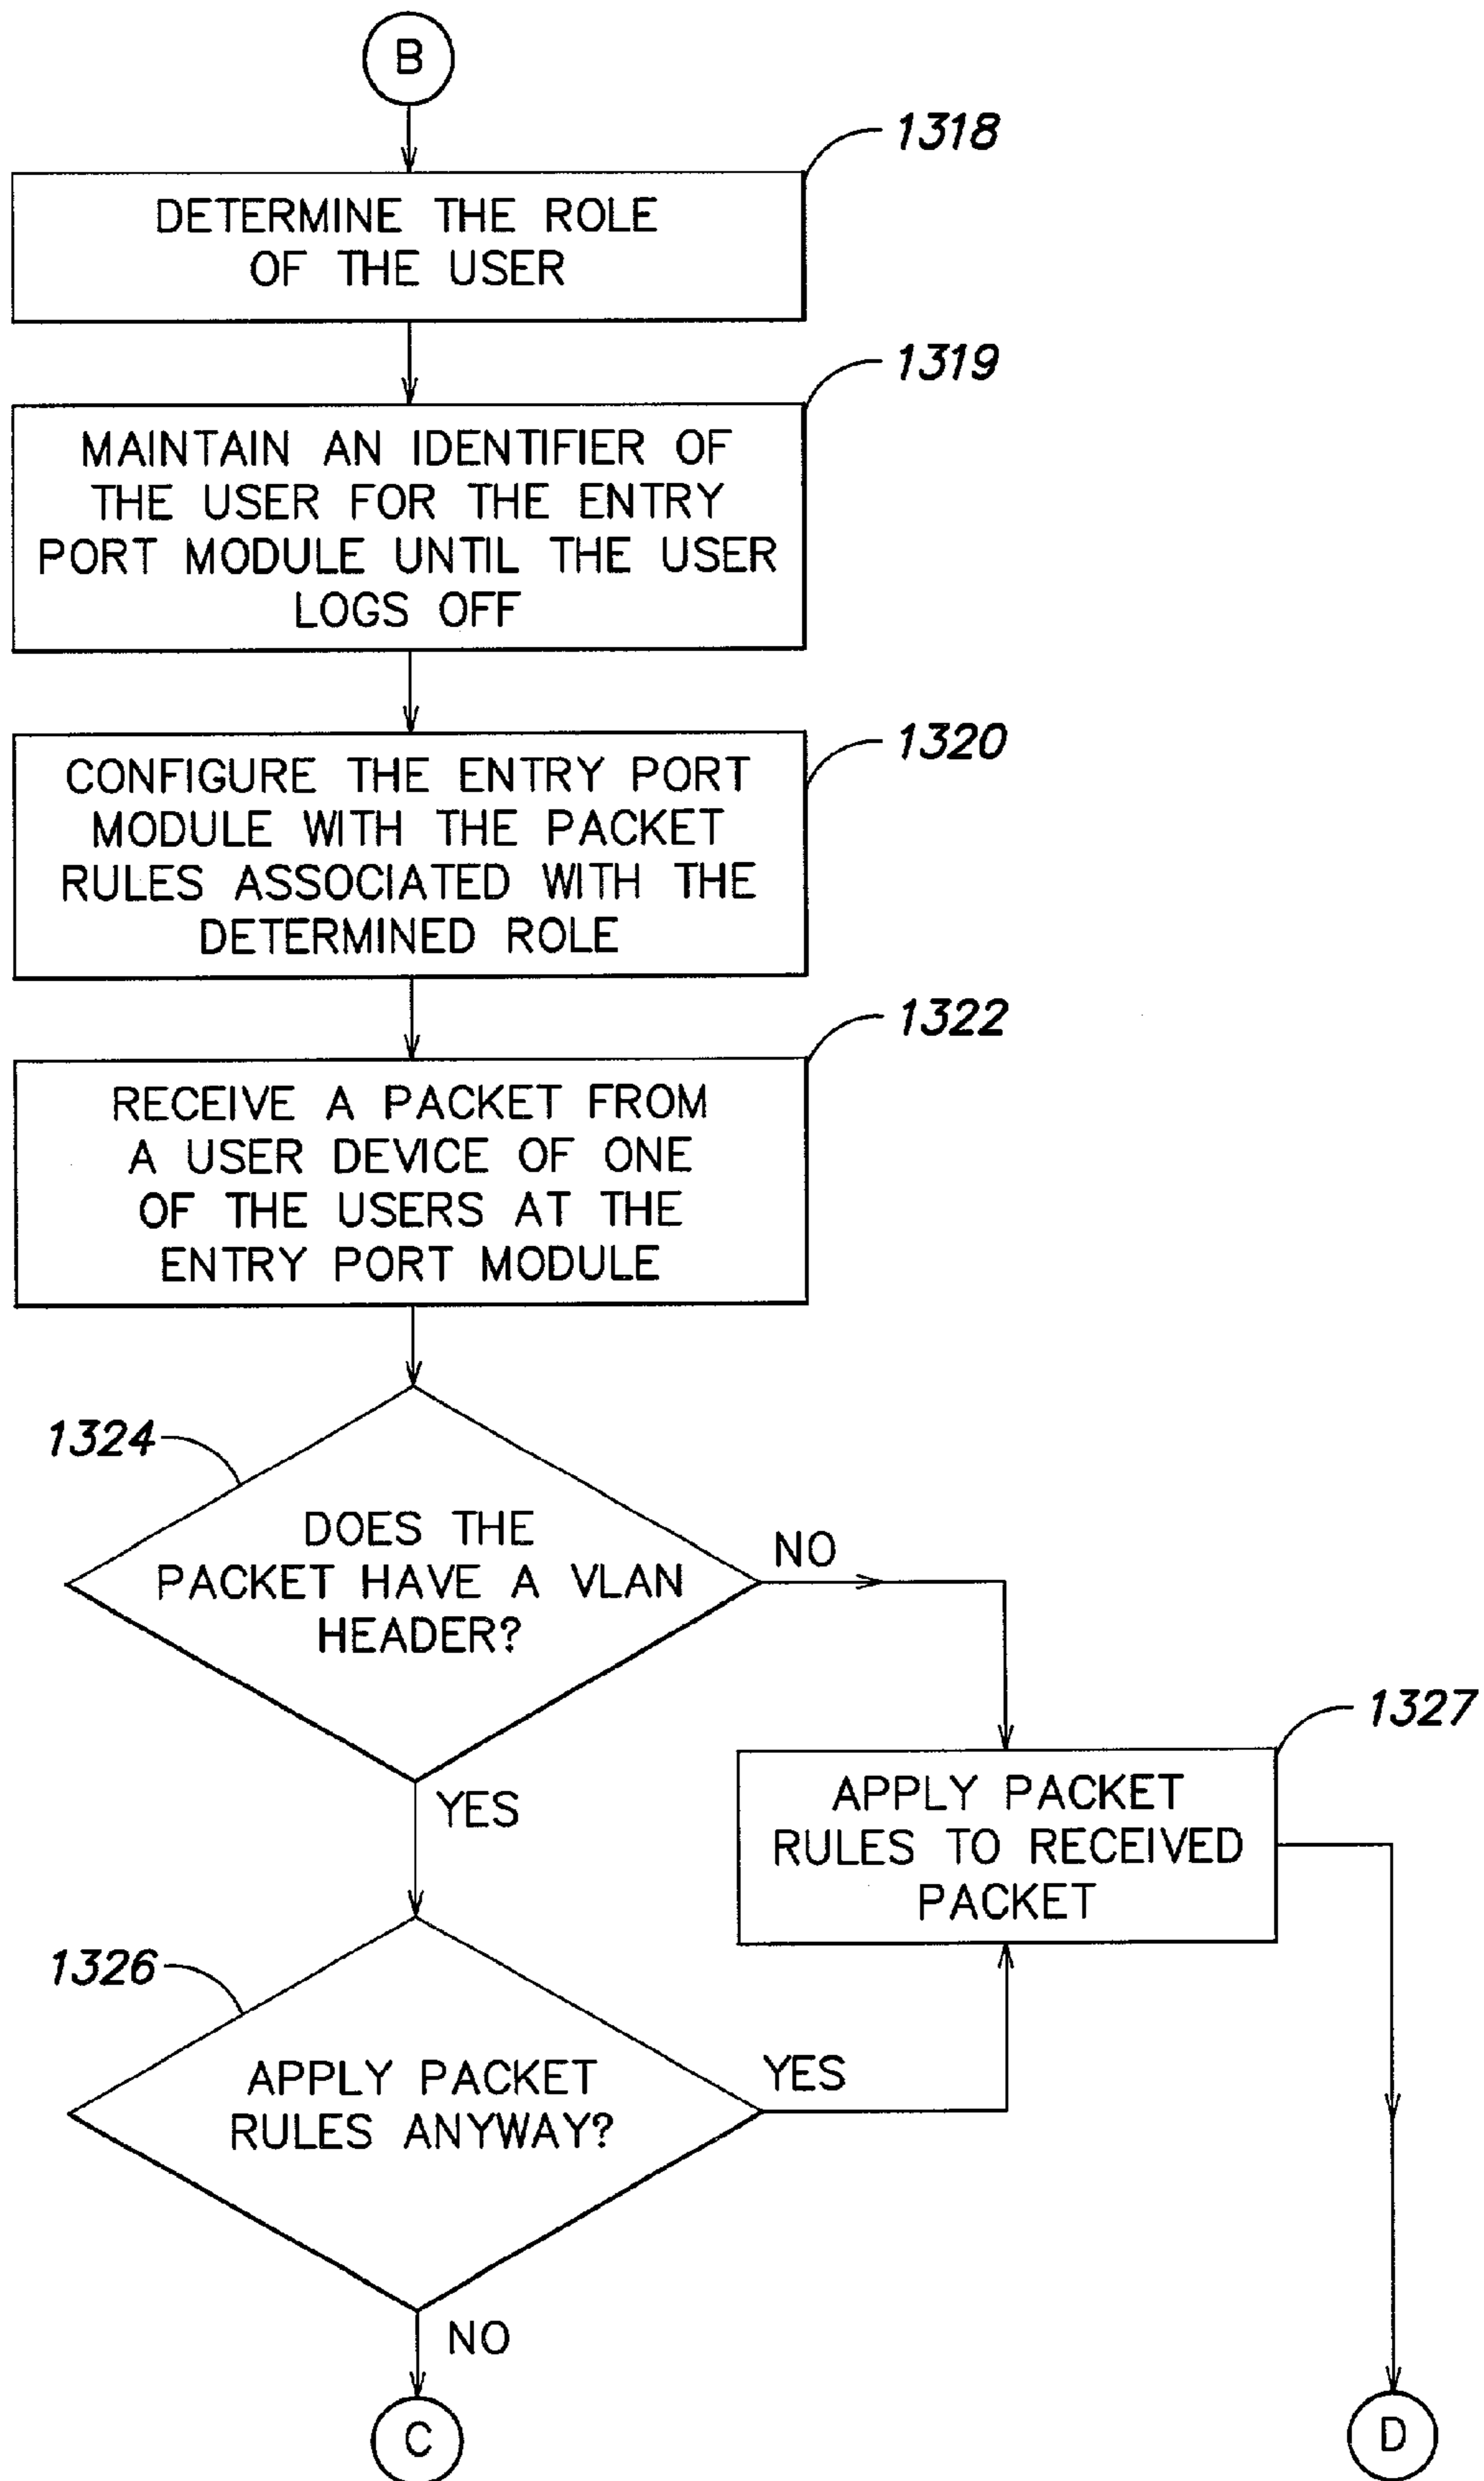 B
1318
DETERMINE THE ROLE
OF THE USER
1319
MAINTAIN AN IDENTIFIER OF
THE USER FOR THE ENTRY
PORT MODULE UNTIL THE USER
LOGS OFF
1320
CONFIGURE THE ENTRY PORT
MODULE WITH THE PACKET
RULES ASSOCIATED WITH THE
DETERMINED ROLE
1322
RECEIVE A PACKET FROM
A USER DEVICE OF ONE
OF THE USERS AT THE
ENTRY PORT MODULE
1324
DOES THE
PACKET HAVE A VLAN
HEADER?
NO
YES
1327
APPLY PACKET
RULES TO RECEIVED
PACKET
1326
APPLY PACKET
RULES ANYWAY?
YES
NO
C
D